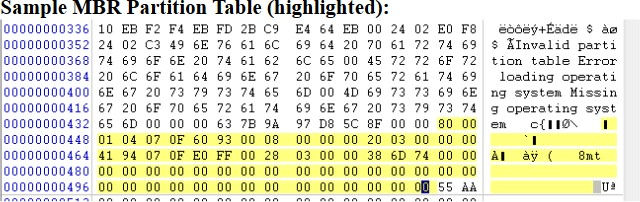 Sample MBR Partition Table (highlighted):
00000000336 10 EB F2 F4 EB FD 2B C9 E4 64 EB 00 24 02 E0 F8 ëòôëý+Éädë $ àø
00000000352 24 02 C3 49 6E 76 61 6C 69 64 20 70 61 72 74 69 $ ÃInvalid parti
00000000368 74 69 6F 6E 20 74 61 62 6C 65 00 45 72 72 6F 72 tion table Error
00000000384 20 6C 6F 61 64 69 6E 67 20 6F 70 65 72 61 74 69 loading operati
00000000400 6E 67 20 73 79 73 74 65 6D 00 4D 69 73 73 69 6E ng system Missin
00000000416 67 20 6F 70 65 72 61 74 69 6E 67 20 73 79 73 74 g operating syst
00000000432 65 6D 00 00 00 63 7B 9A 97 D8 5C 8F 00 00 80 00 em c{ Ø\
00000000448 01 04 07 0F 60 93 00 08 00 00 00 20 03 00 00 00 `
00000000464 41 94 07 0F E0 FF 00 28 03 00 00 38 6D 74 00 00 A àÿ ( 8mt
00000000480 00 00 00 00 00 00 00 00 00 00 00 00 00 00 00 00
00000000496 00 00 00 00 00 00 00 00 00 00 00 00 00 0 55 AA Uª